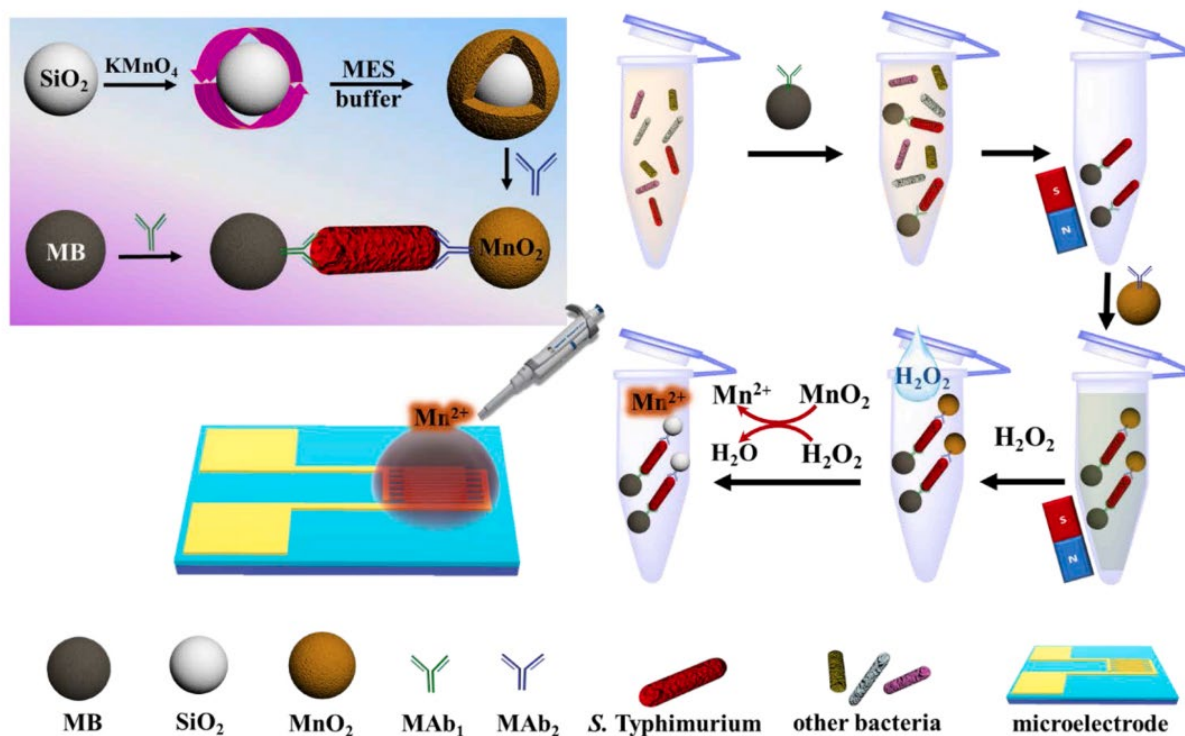 SiO₂
KMnO₄
MES
buffer
MB
MnO₂
S
N
H₂O₂
Mn²⁺ MnO₂
H₂O H₂O₂
Mn²⁺
H₂O₂
S
N
Mn²⁺
MB
SiO₂
MnO₂
MAb₁
MAb₂
S. Typhimurium
other bacteria
microelectrode